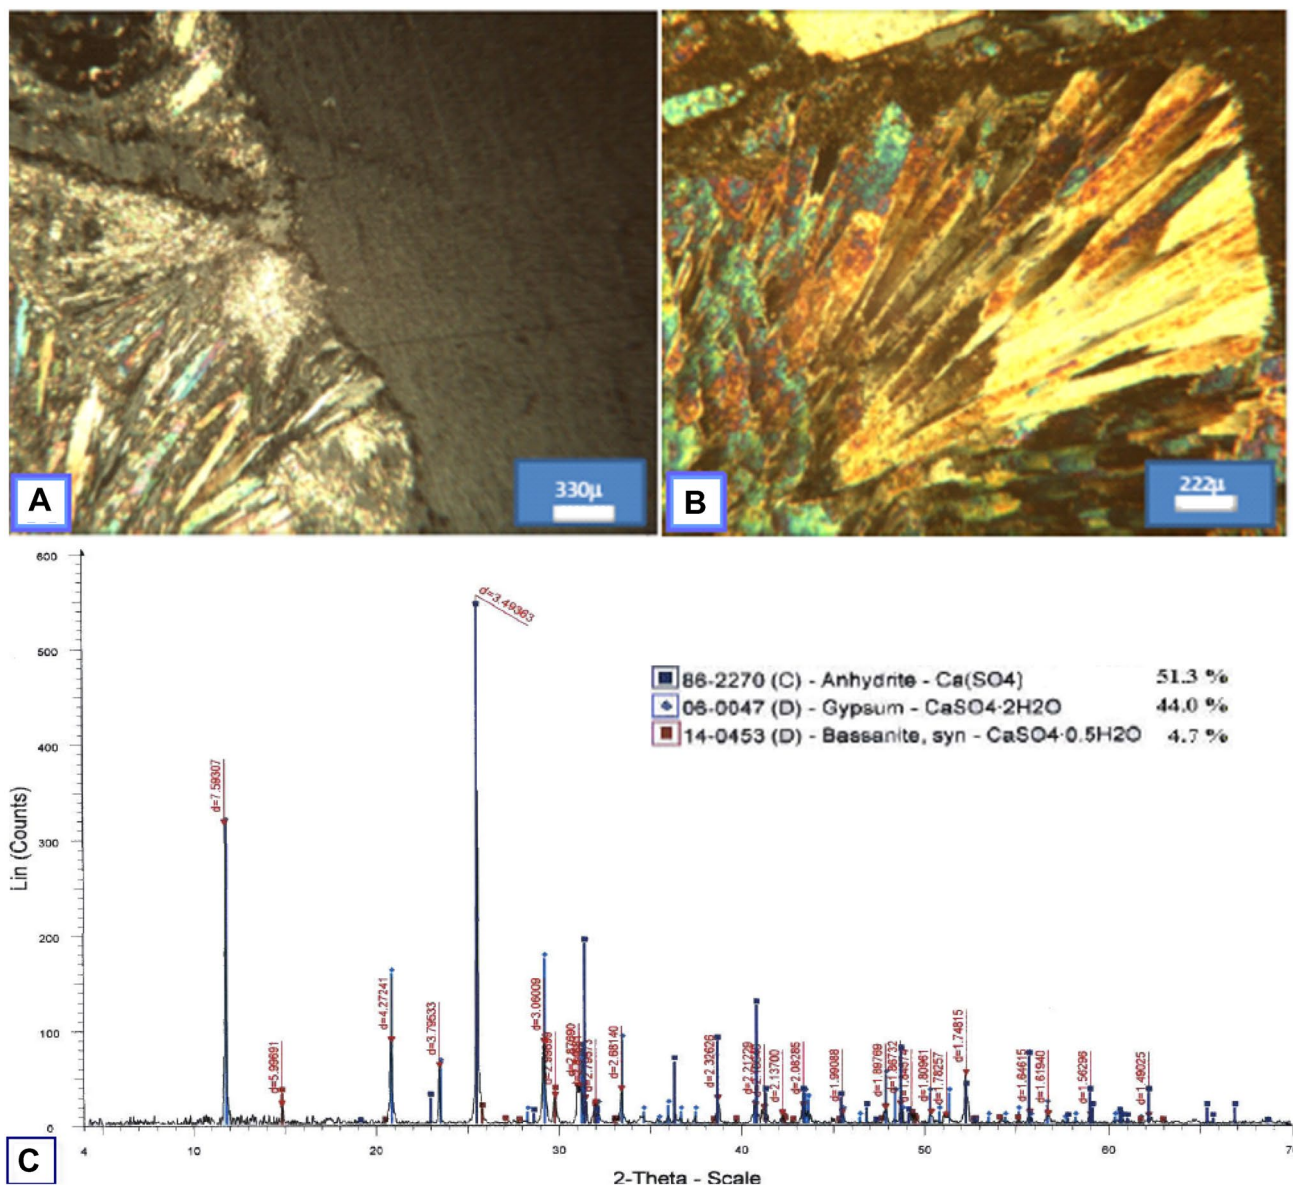 330µ
A
222µ
B
600
500
400
300
200
100
0
Lin (Counts)
d=3.49363
86-2270 (C) - Anhydrite - Ca(SO4) 51.3 %
06-0047 (D) - Gypsum - CaSO4·2H2O 44.0 %
14-0453 (D) - Bassanite, syn - CaSO4·0.5H2O 4.7 %
d=7.59307
d=5.99691
d=4.27241
d=3.79533
d=3.06009
d=2.68140
d=2.32626
d=2.21229
d=2.13700
d=2.08285
d=1.99088
d=1.89769
d=1.86732
d=1.80961
d=1.78257
d=1.74815
d=1.64615
d=1.61940
d=1.56296
d=1.49025
4 10 20 30 40 50 60
2-Theta - Scale
C